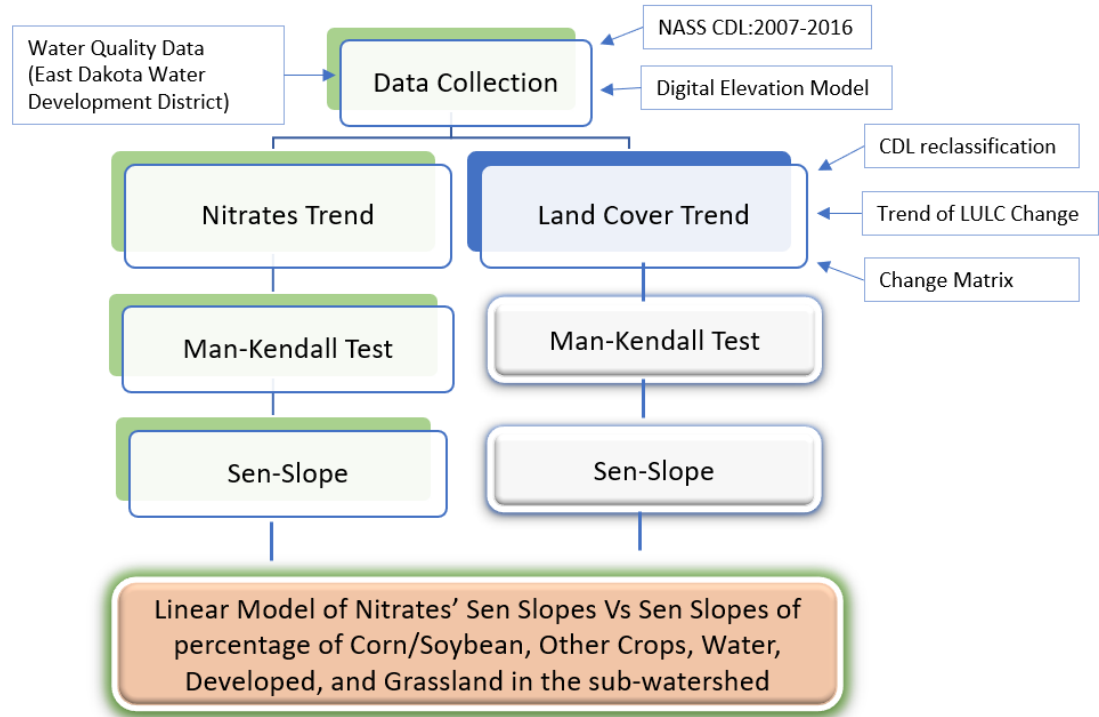 NASS CDL:2007-2016
Water Quality Data
(East Dakota Water
Development District)
Data Collection
Digital Elevation Model
CDL reclassification
Nitrates Trend
Land Cover Trend
Trend of LULC Change
Change Matrix
Man-Kendall Test
Man-Kendall Test
Sen-Slope
Sen-Slope
Linear Model of Nitrates’ Sen Slopes Vs Sen Slopes of
percentage of Corn/Soybean, Other Crops, Water,
Developed, and Grassland in the sub-watershed